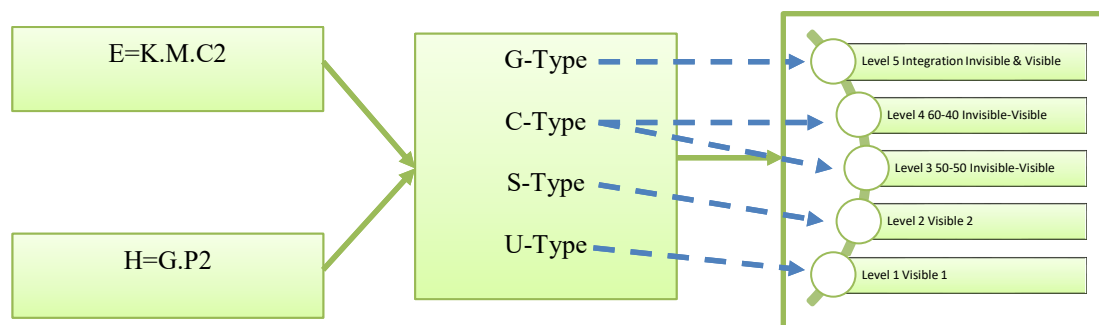 E=K.M.C2
H=G.P2
G-Type
C-Type
S-Type
U-Type
Level 5 Integration Invisible & Visible
Level 4 60-40 Invisible-Visible
Level 3 50-50 Invisible-Visible
Level 2 Visible 2
Level 1 Visible 1